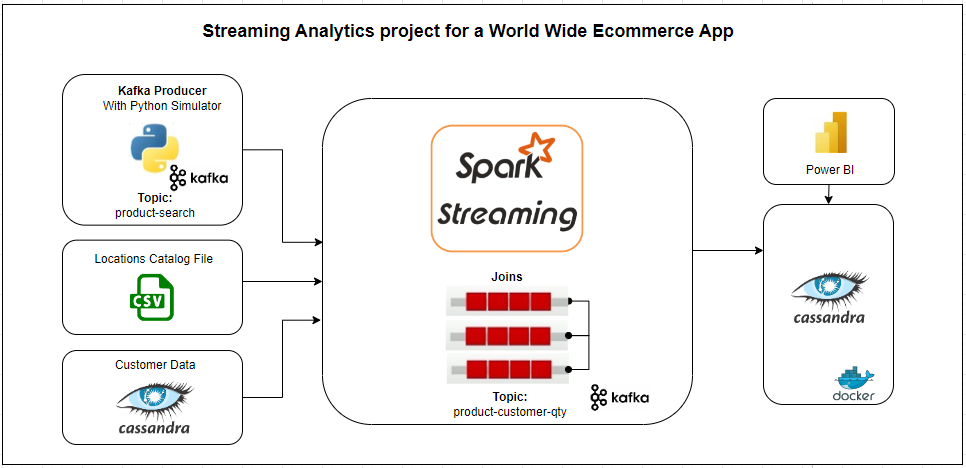 Streaming Analytics project for a World Wide Ecommerce App
Kafka Producer
With Python Simulator
kafka
Topic:
product-search
Locations Catalog File
CSV
Customer Data
cassandra
Spark
Streaming
Joins
Topic:
product-customer-qty
kafka
Power BI
cassandra
docker